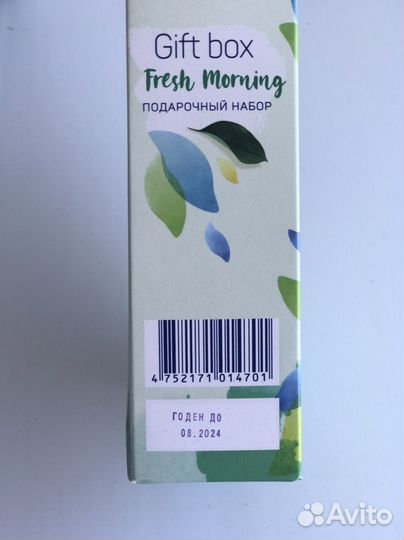 Gift box
Fresh Morning
ПОДАРОЧНЫЙ НАБОР
4 752171 014701
ГОДЕН ДО
08.2024
Avito